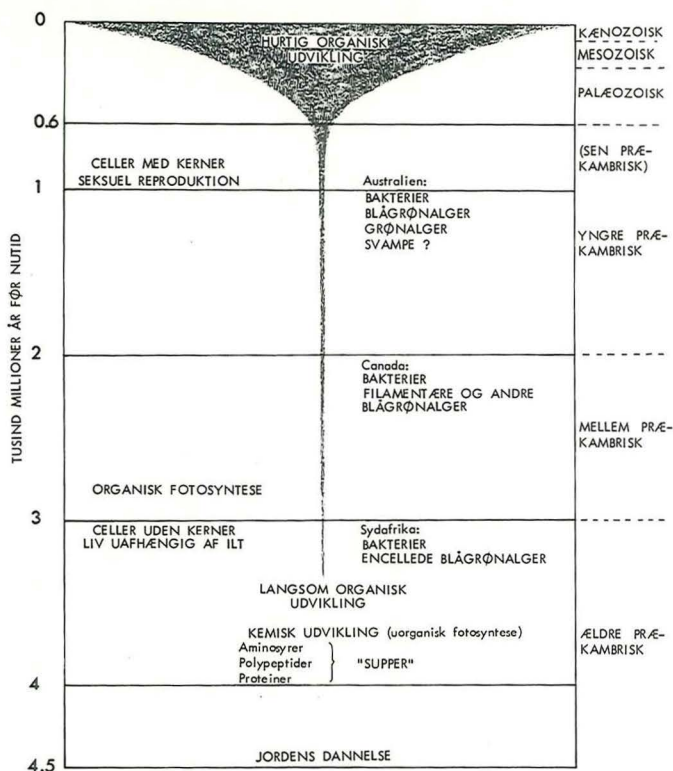 0
HURTIG ORGANISK
UDVIKLING
KÆNOZOISK
MESOZOISK
PALÆOZOISK
0.6
CELLER MED KERNER
SEKSUEL REPRODUKTION
(SEN PRÆ-
KAMBRISK)
1
Australien:
BAKTERIER
BLÅGRØNALGER
GRØNALGER
SVAMPE ?
YNGRE PRÆ-
KAMBRISK
TUSIND MILLIONER ÅR FØR NUTID
2
Canada:
BAKTERIER
FILAMENTÆRE OG ANDRE
BLÅGRØNALGER
MELLEM PRÆ-
KAMBRISK
ORGANISK FOTOSYNTESE
3
CELLER UDEN KERNER
LIV UAFHÆNGIG AF ILT
Sydafrika:
BAKTERIER
ENCELLEDE BLÅGRØNALGER
LANGSOM ORGANISK
UDVIKLING
KEMISK UDVIKLING (uorganisk fotosyntese)
Aminosyrer
Polypeptider
Proteiner
"SUPPER"
ÆLDRE PRÆ-
KAMBRISK
4
JORDENS DANNELSE
4.5